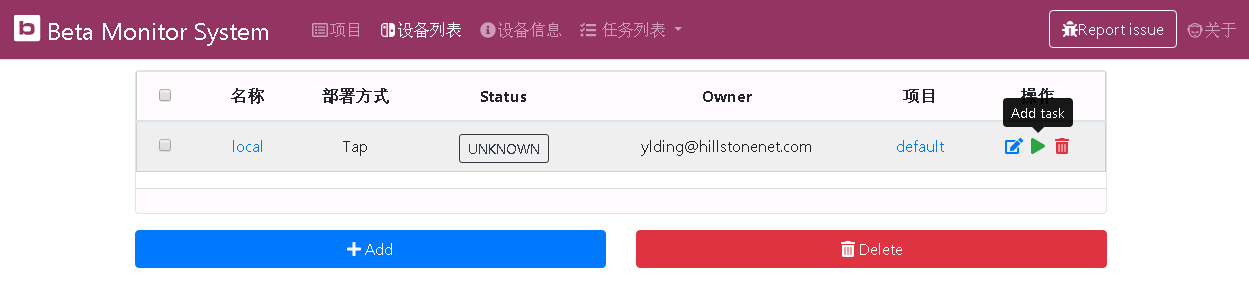 b Beta Monitor System 项目 设备列表 设备信息 任务列表 Report issue 关于
名称 部署方式 Status Owner 项目 操作
Add task
local Tap UNKNOWN ylding@hillstonenet.com default
Add Delete